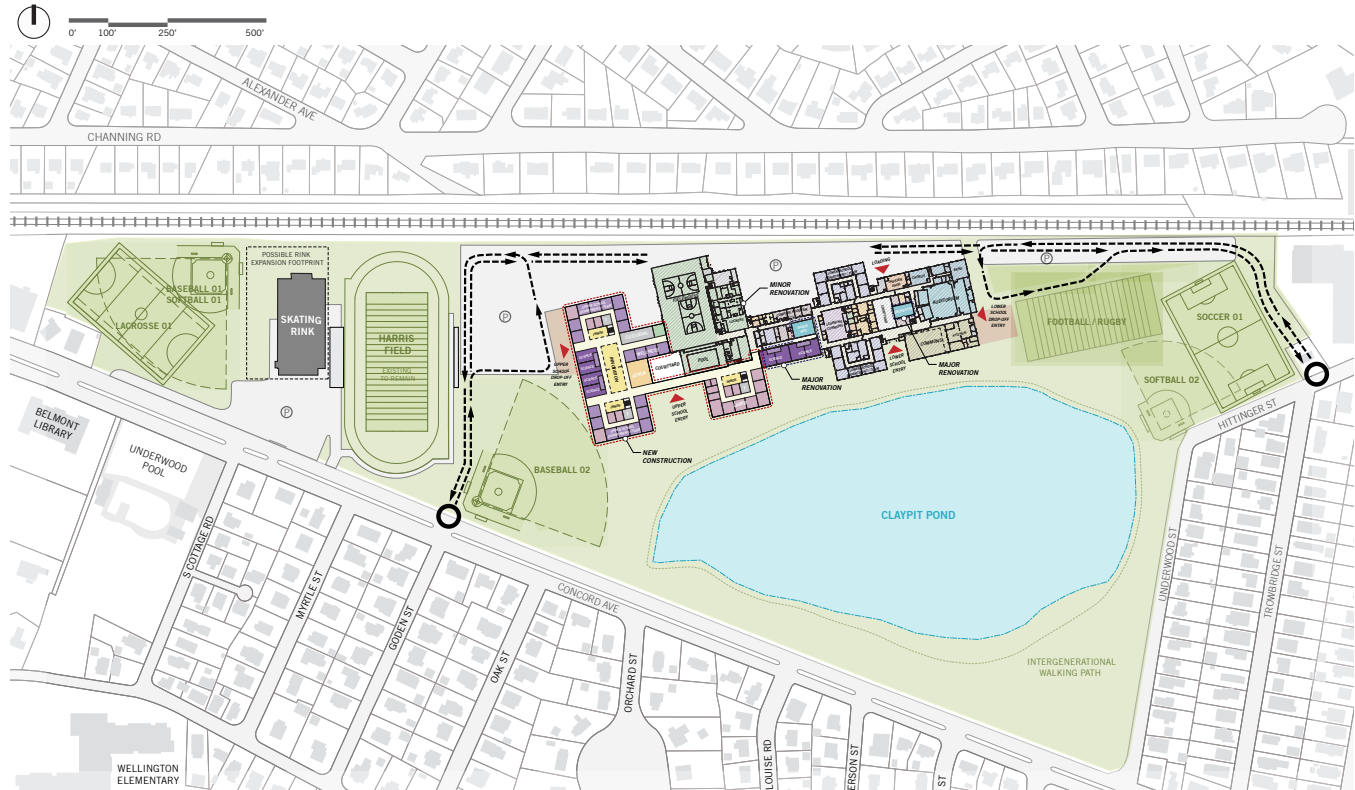 0'
100'
250'
500'
ALEXANDER AVE
CHANNING RD
POSSIBLE RINK
EXPANSION FOOTPRINT
BASEBALL 01
SOFTBALL 01
LACROSSE 01
SKATING
RINK
HARRIS
FIELD
EXISTING
TO REMAIN
P
P
P
P
LOADING
MINOR
RENOVATION
AUDITORIUM
LOWER
SCHOOL
DROP-OFF
ENTRY
FOOTBALL / RUGBY
SOCCER 01
SOFTBALL 02
COMMONS
POOL
COURTYARD
UPPER
SCHOOL
DROP-OFF
ENTRY
LOWER
SCHOOL
ENTRY
MAJOR
RENOVATION
MAJOR
RENOVATION
UPPER
SCHOOL
ENTRY
NEW
CONSTRUCTION
BASEBALL 02
BELMONT
LIBRARY
UNDERWOOD
POOL
HITTINGER ST
CLAYPIT POND
S COTTAGE RD
MYRTLE ST
GODEN ST
OAK ST
CONCORD AVE
ORCHARD ST
UNDERWOOD ST
TROWBRIDGE ST
INTERGENERATIONAL
WALKING PATH
LOUISE RD
ERSON ST
ST
WELLINGTON
ELEMENTARY